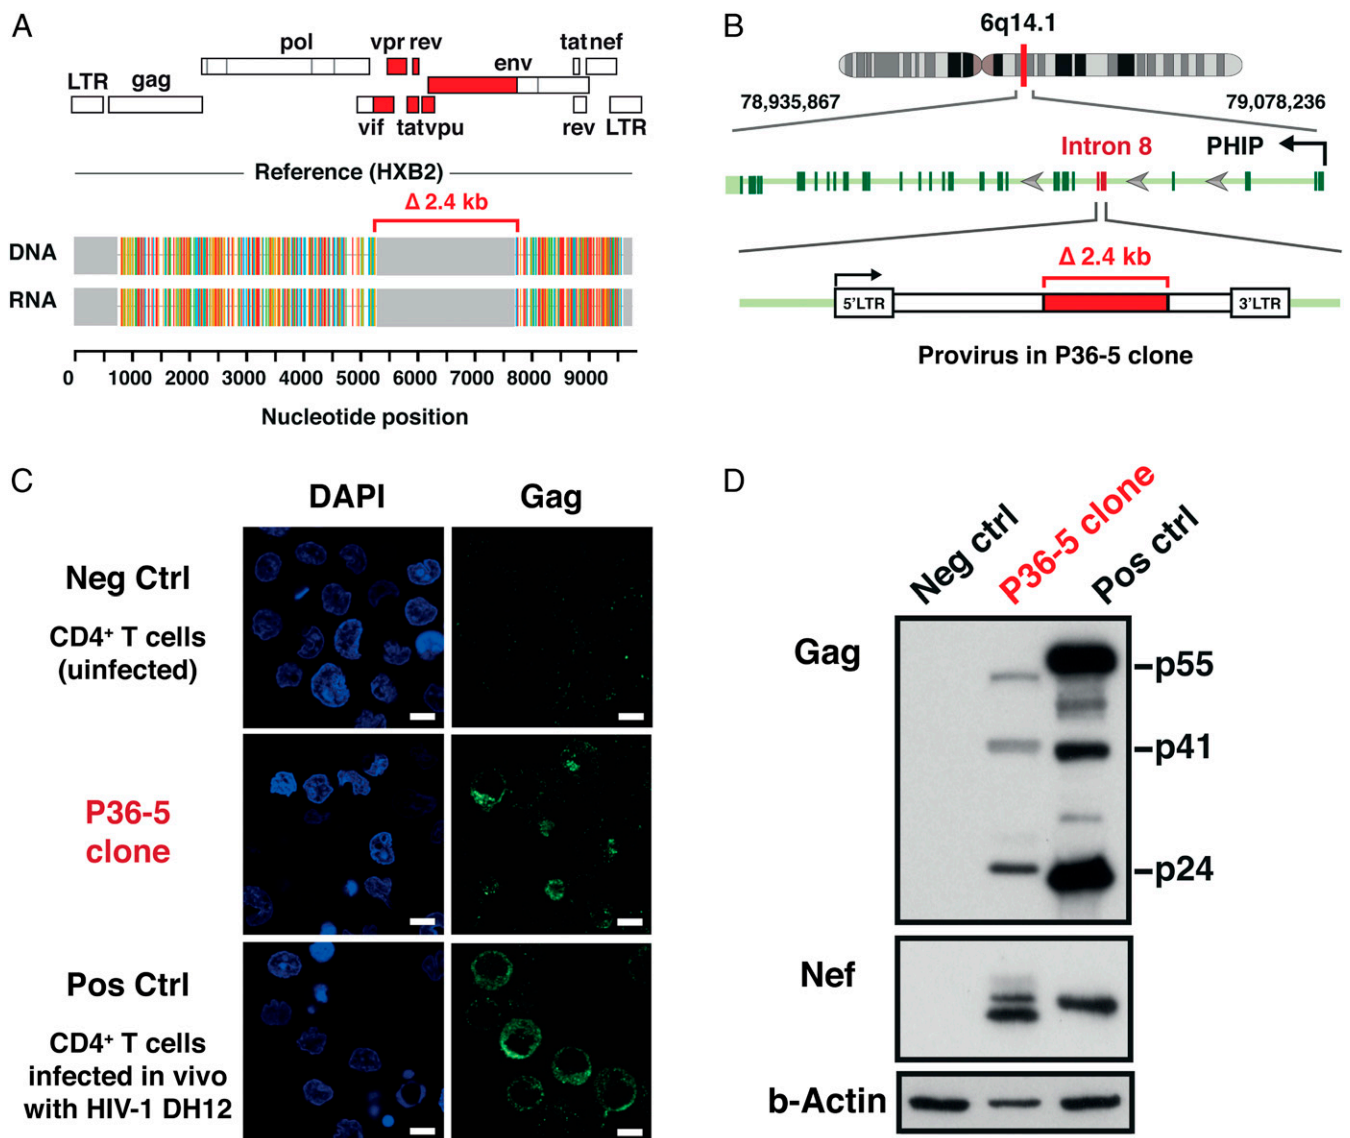 A
pol
vpr rev
env
tat nef
LTR
gag
vif
tat vpu
rev
LTR
Reference (HXB2)
Δ 2.4 kb
DNA
RNA
0 1000 2000 3000 4000 5000 6000 7000 8000 9000
Nucleotide position
B
6q14.1
78,935,867
79,078,236
Intron 8
PHIP
Δ 2.4 kb
5'LTR
3'LTR
Provirus in P36-5 clone
C
DAPI
Gag
Neg Ctrl
CD4+ T cells
(uinfected)
P36-5
clone
Pos Ctrl
CD4+ T cells
infected in vivo
with HIV-1 DH12
D
Neg ctrl
P36-5 clone
Pos ctrl
Gag
–p55
–p41
–p24
Nef
b-Actin